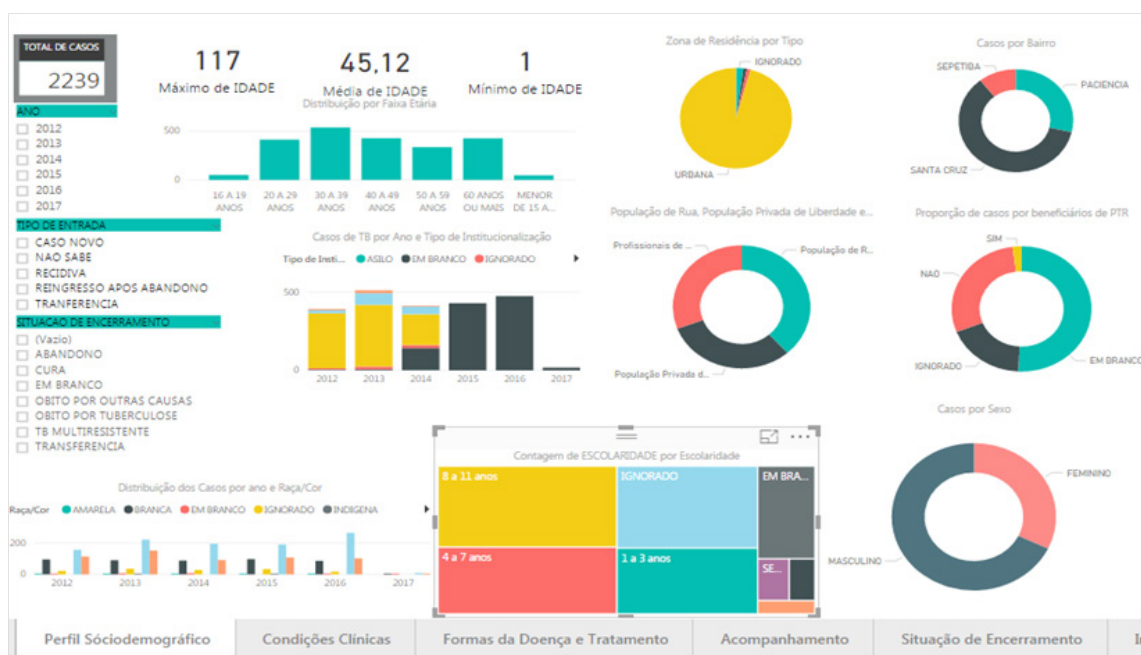 TOTAL DE CASOS
2239
117
Máximo de IDADE
45,12
Média de IDADE
1
Mínimo de IDADE
ANO
2012
2013
2014
2015
2016
2017
TIPO DE ENTRADA
CASO NOVO
NAO SABE
RECIDIVA
REINGRESSO APOS ABANDONO
TRANFERENCIA
SITUACAO DE ENCERRAMENTO
(Vazio)
ABANDONO
CURA
EM BRANCO
OBITO POR OUTRAS CAUSAS
OBITO POR TUBERCULOSE
TB MULTIRESISTENTE
TRANSFERENCIA
Distribuição por Faixa Etária
500
0
16 A 19 ANOS
20 A 29 ANOS
30 A 39 ANOS
40 A 49 ANOS
50 A 59 ANOS
60 ANOS OU MAIS
MENOR DE 15 A...
Casos de TB por Ano e Tipo de Institucionalização
Tipo de Insti... ASILO EM BRANCO IGNORADO
500
0
2012 2013 2014 2015 2016 2017
Zona de Residência por Tipo
IGNORADO
URBANA
Casos por Bairro
SEPETIBA
PACIENCIA
SANTA CRUZ
População de Rua, População Privada de Liberdade e...
Profissionais de ...
População de R...
População Privada d...
Proporção de casos por beneficiários de PTR
SIM
NAO
IGNORADO
EM BRANCO
Distribuição dos Casos por ano e Raça/Cor
Raça/Cor AMARELA BRANCA EM BRANCO IGNORADO INDIGENA
200
0
2012 2013 2014 2015 2016 2017
Contagem de ESCOLARIDADE por Escolaridade
8 a 11 anos
IGNORADO
EM BRA...
4 a 7 anos
1 a 3 anos
SE...
Casos por Sexo
FEMININO
MASCULINO
Perfil Sóciodemográfico
Condições Clínicas
Formas da Doença e Tratamento
Acompanhamento
Situação de Encerramento